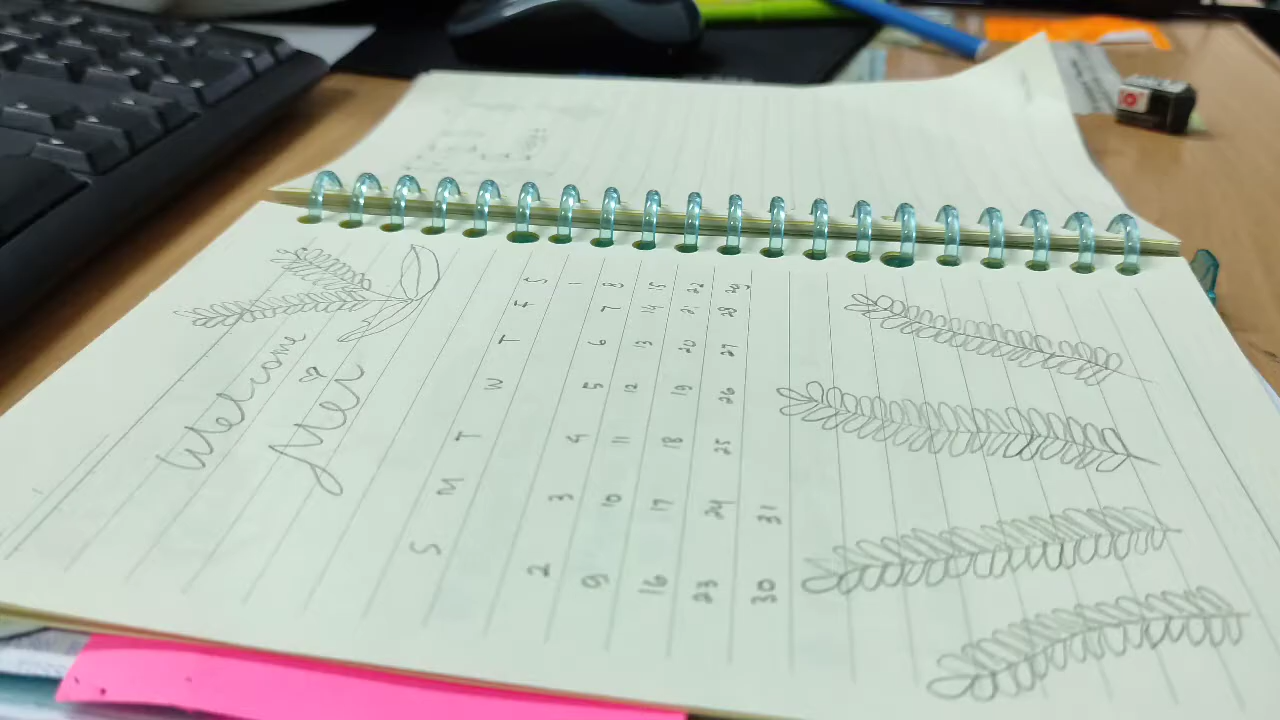 Welcome
Mei
S M T W T F S
1
2 3 4 5 6 7 8
9 10 11 12 13 14 15
16 17 18 19 20 21 22
23 24 25 26 27 28 29
30 31